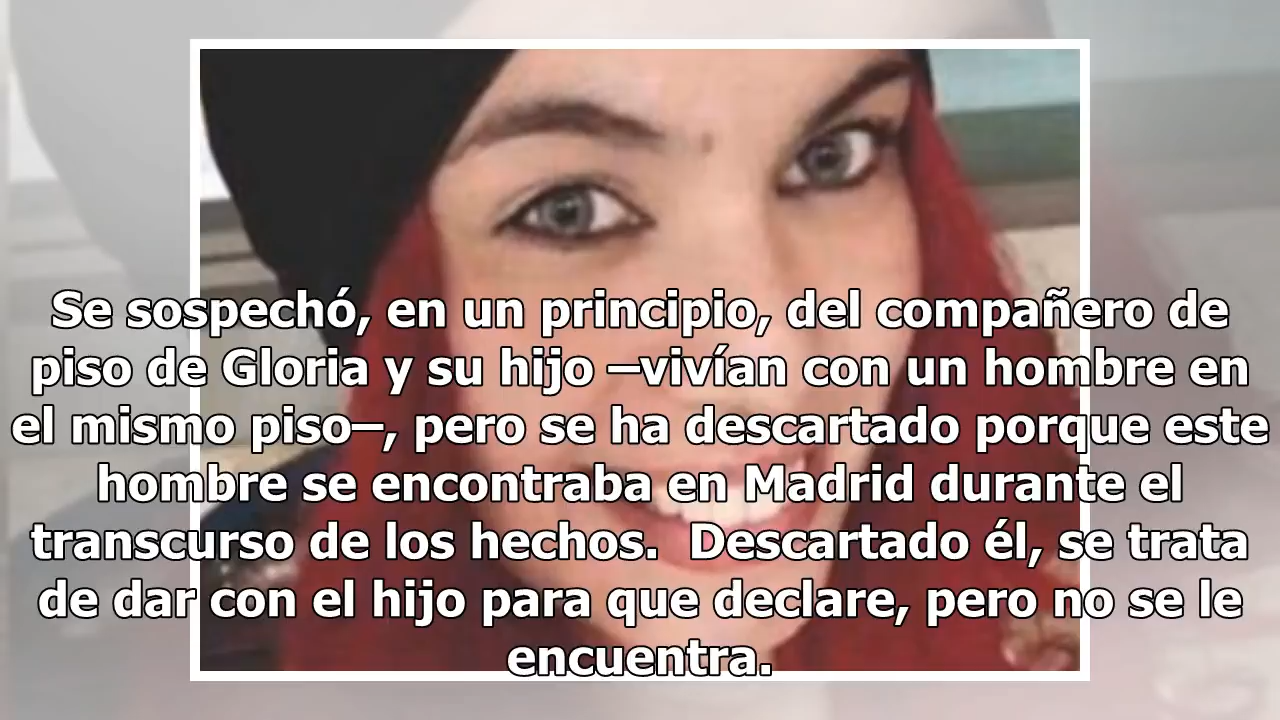 Se sospechó, en un principio, del compañero de
piso de Gloria y su hijo —vivían con un hombre en
el mismo piso—, pero se ha descartado porque este
hombre se encontraba en Madrid durante el
transcurso de los hechos.  Descartado él, se trata
de dar con el hijo para que declare, pero no se le
encuentra.